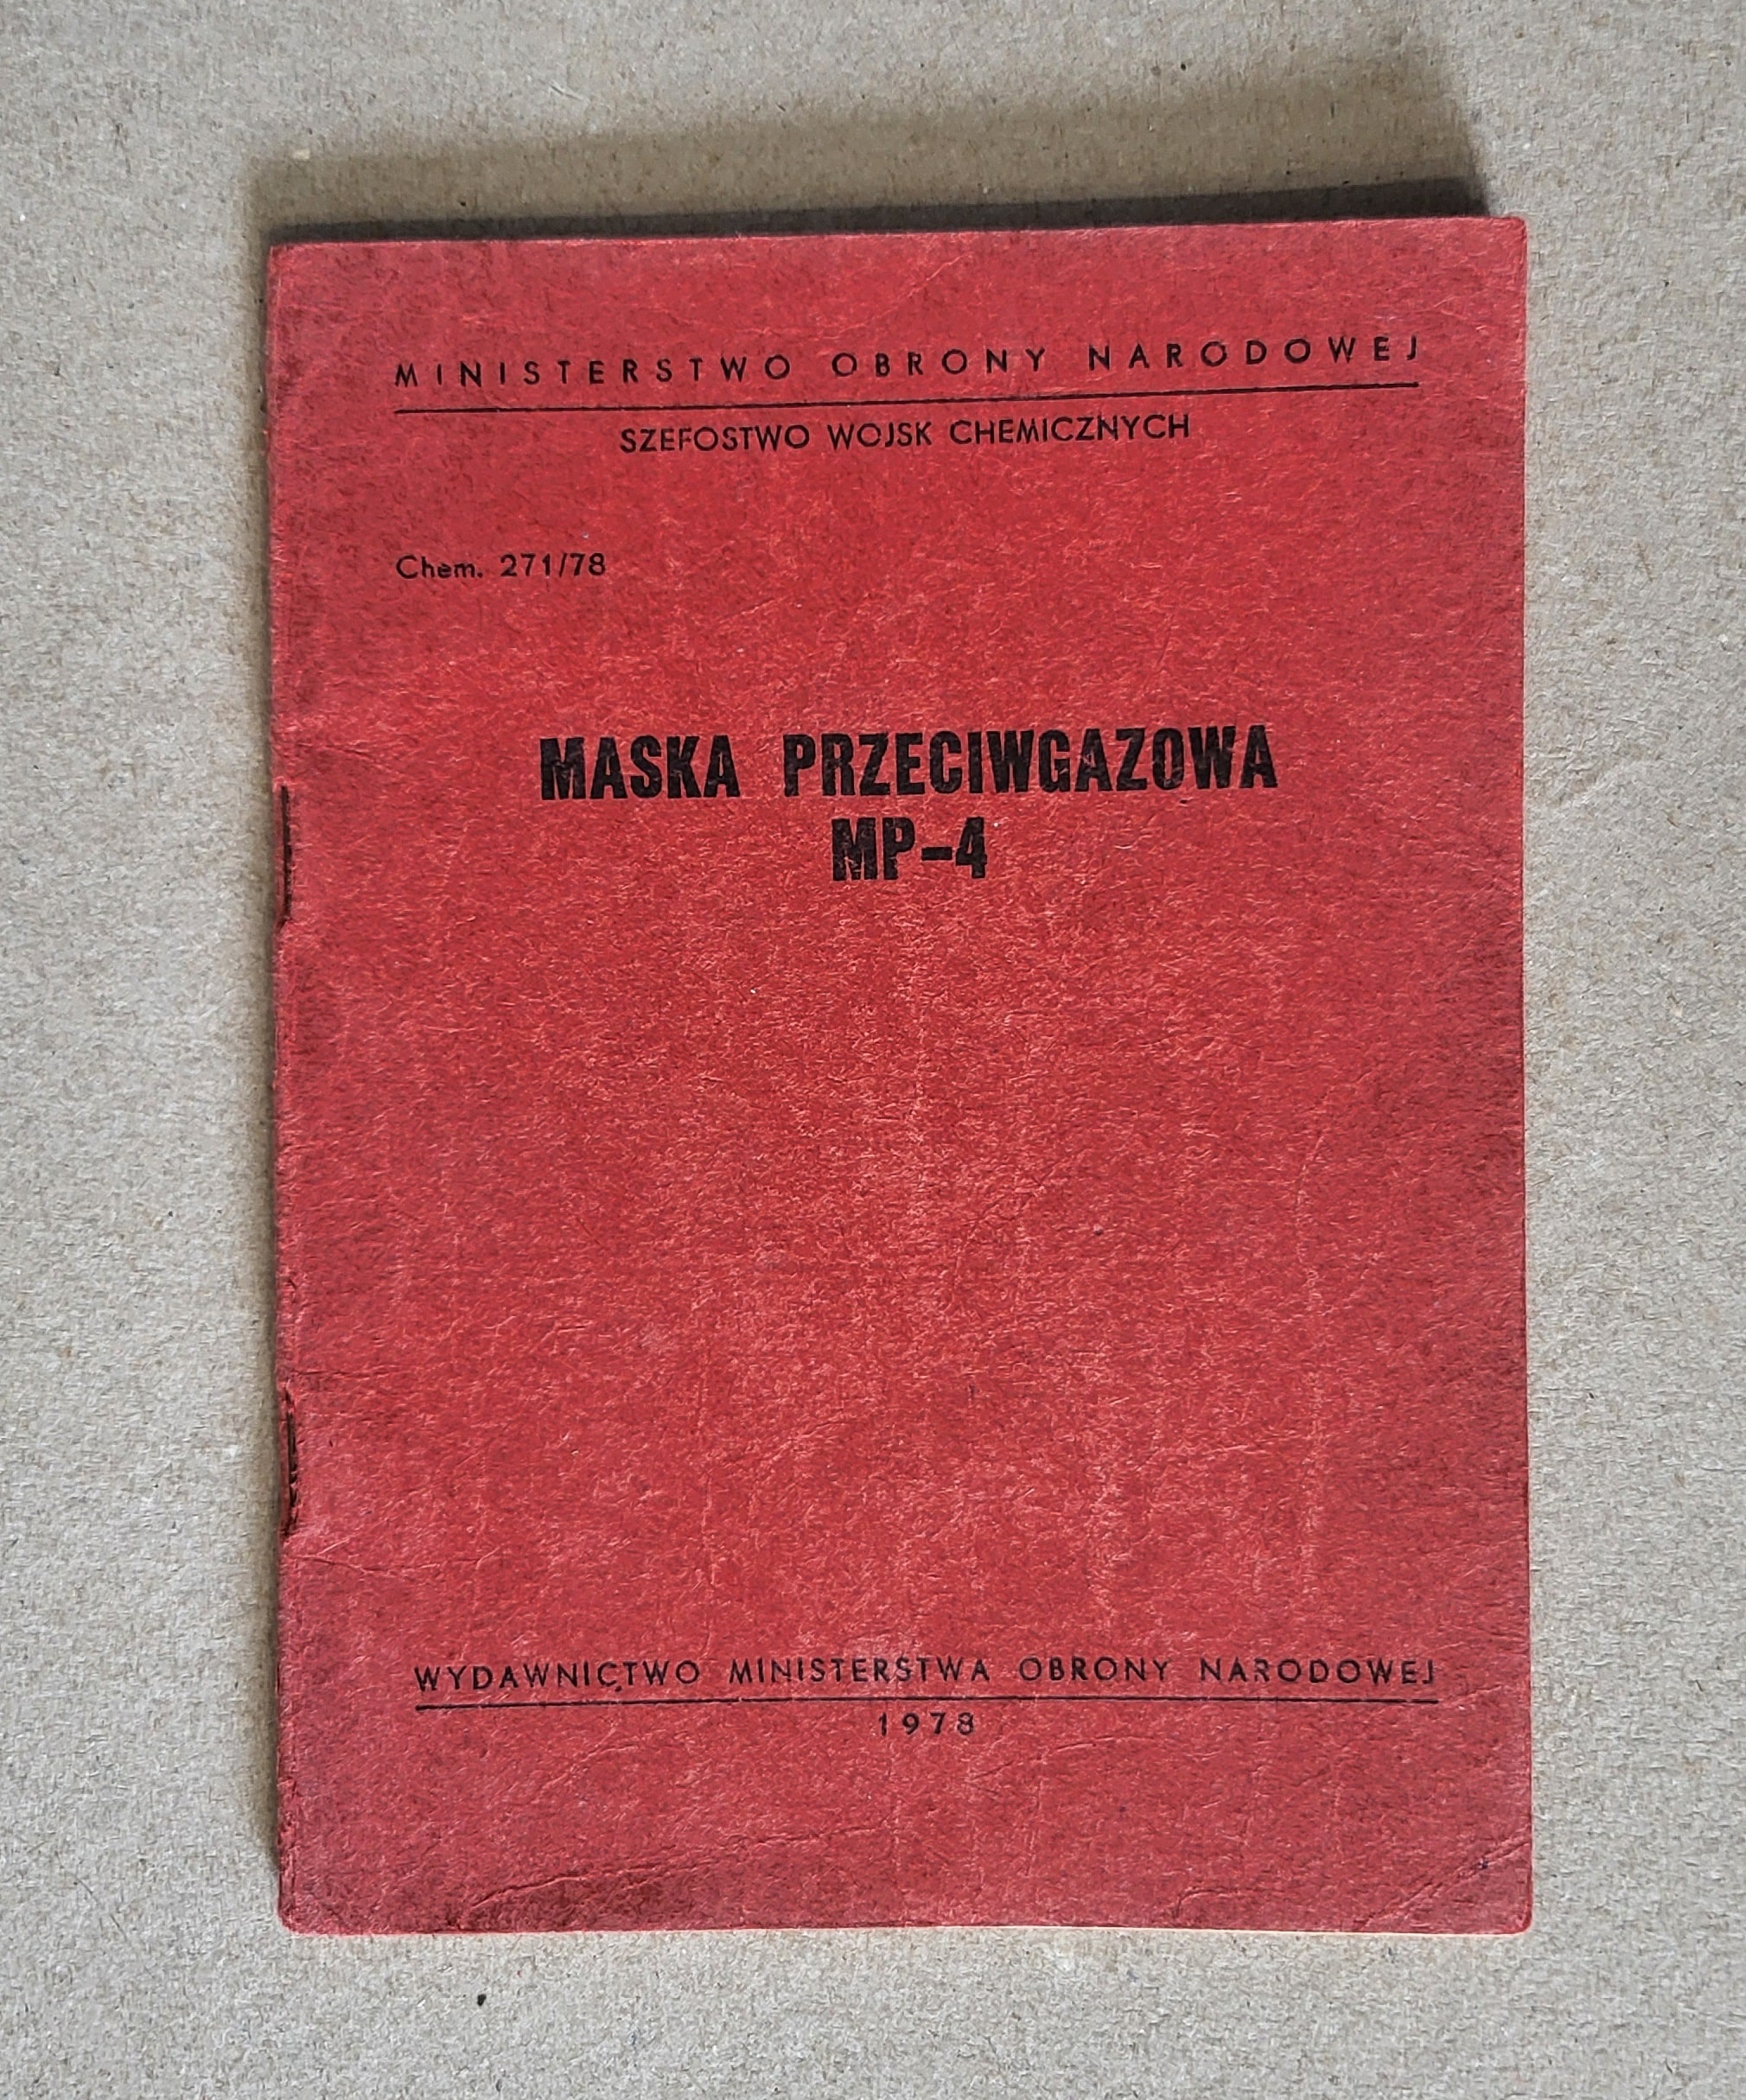 MINISTERSTWO OBRONY NARODOWEJ
SZEFOSTWO WOJSK CHEMICZNYCH
Chem. 271/78
MASKA PRZECIWGAZOWA
MP-4
WYDAWNICTWO MINISTERSTWA OBRONY NARODOWEJ
1978